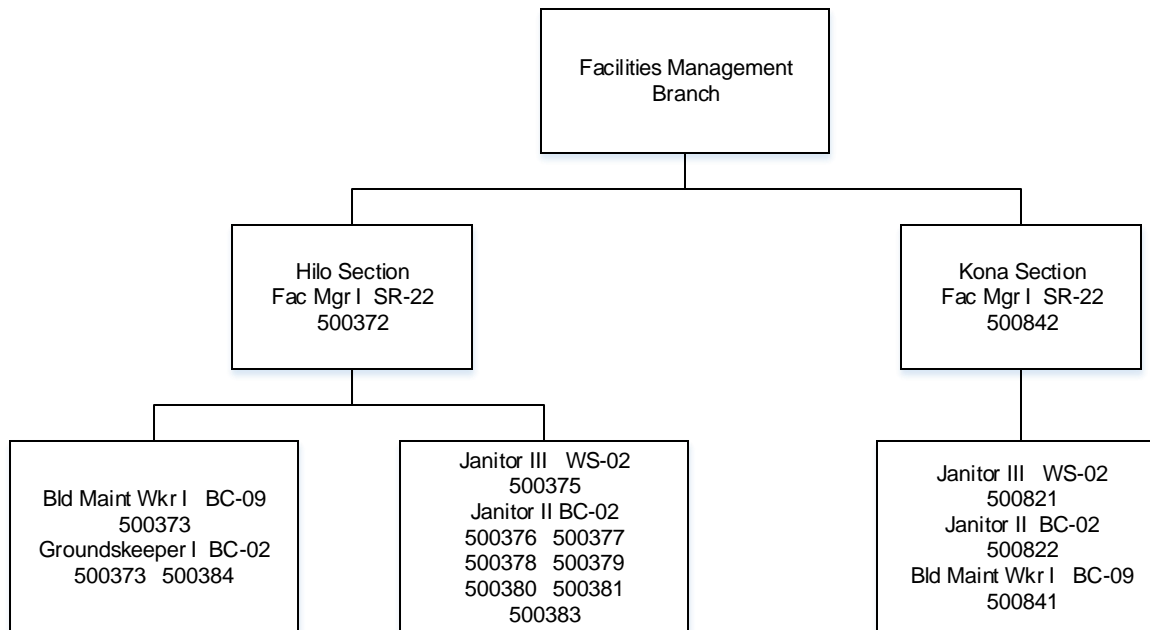 Facilities Management
Branch
Hilo Section
Fac Mgr I SR-22
500372
Kona Section
Fac Mgr I SR-22
500842
Bld Maint Wkr I BC-09
500373
Groundskeeper I BC-02
500373 500384
Janitor III WS-02
500375
Janitor II BC-02
500376 500377
500378 500379
500380 500381
500383
Janitor III WS-02
500821
Janitor II BC-02
500822
Bld Maint Wkr I BC-09
500841